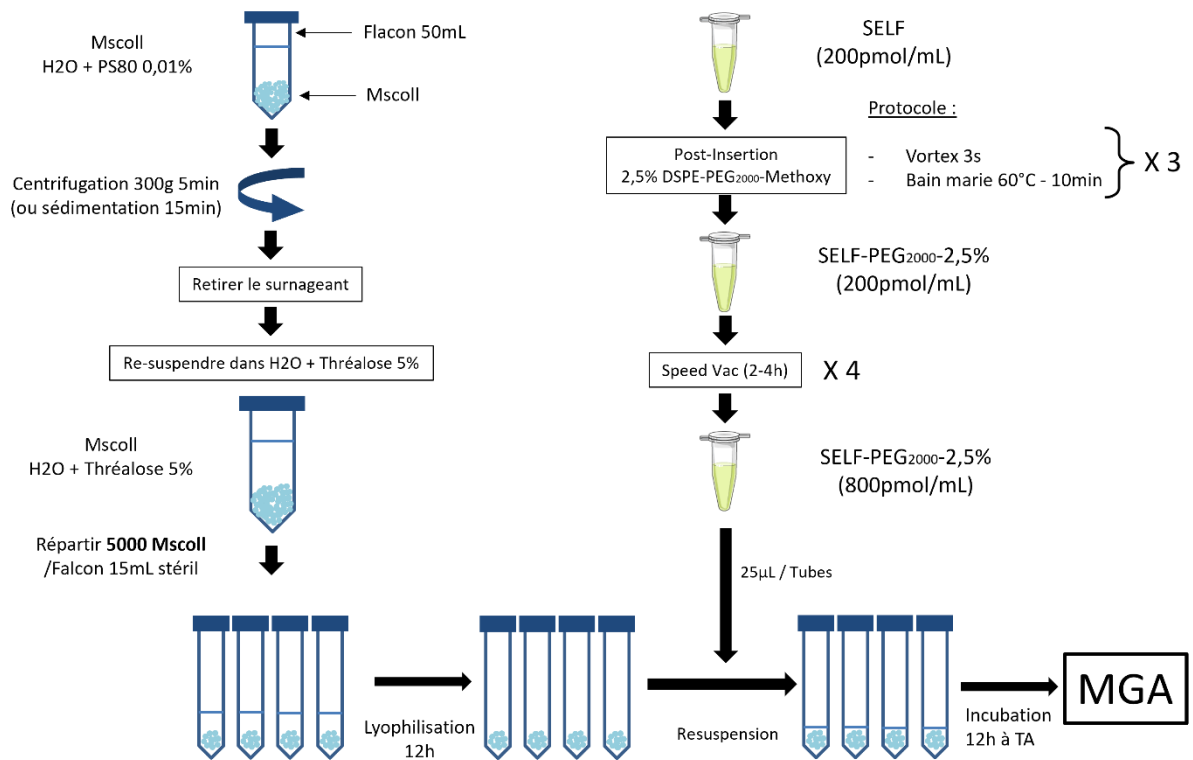 Mscoll
H2O + PS80 0,01%
Flacon 50mL
Mscoll
Centrifugation 300g 5min
(ou sédimentation 15min)
Retirer le surnageant
Re-suspendre dans H2O + Thréalose 5%
Mscoll
H2O + Thréalose 5%
Répartir 5000 Mscoll
/Falcon 15mL stéril
SELF
(200pmol/mL)
Protocole :
Post-Insertion
2,5% DSPE-PEG2000-Methoxy
- Vortex 3s
- Bain marie 60°C - 10min
X 3
SELF-PEG2000-2,5%
(200pmol/mL)
Speed Vac (2-4h)
X 4
SELF-PEG2000-2,5%
(800pmol/mL)
25µL / Tubes
Lyophilisation
12h
Resuspension
Incubation
12h à TA
MGA